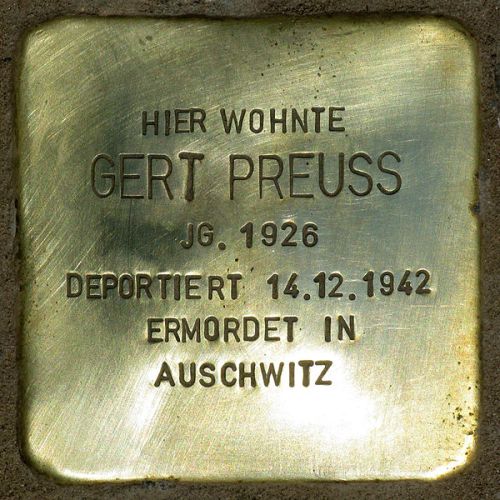 HIER WOHNTE
GERT PREUSS
JG. 1926
DEPORTIERT 14.12.1942
ERMORDET IN
AUSCHWITZ